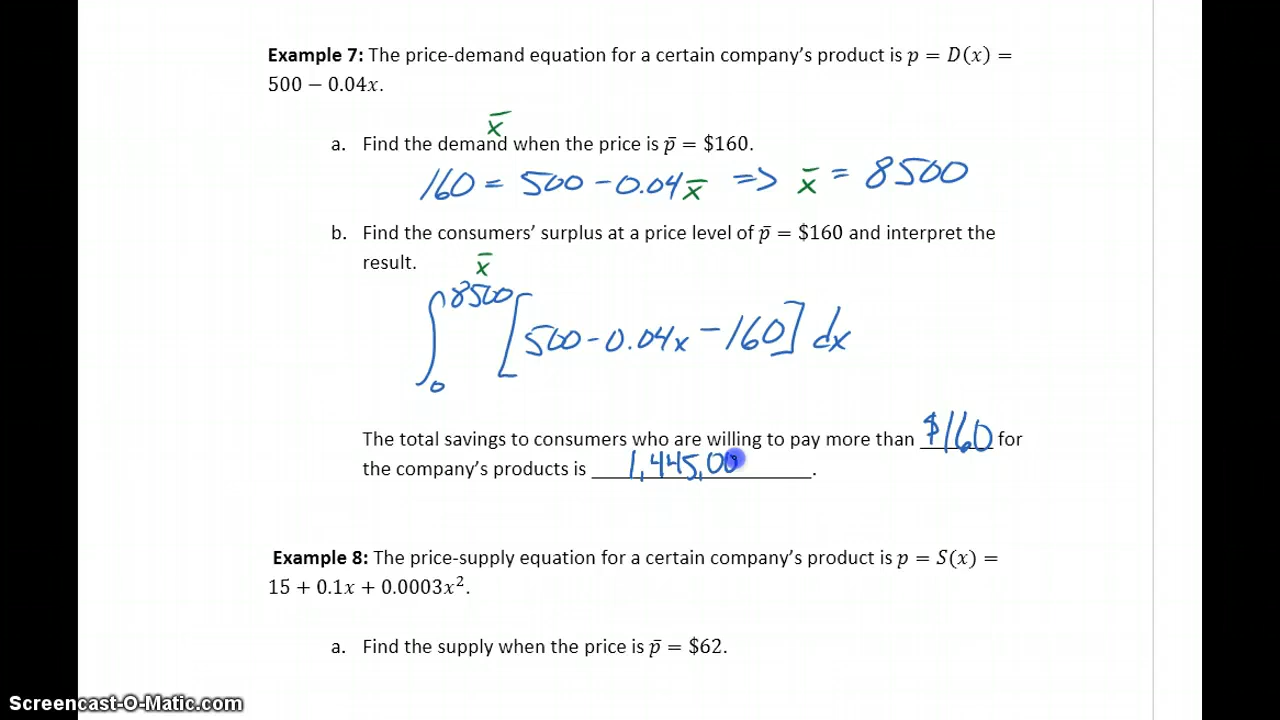 Example 7: The price-demand equation for a certain company's product is p = D(x) =
500 − 0.04x.
x̄
a. Find the demand when the price is p̄ = $160.
160 = 500 - 0.04x̄ => x̄ = 8500
b. Find the consumers' surplus at a price level of p̄ = $160 and interpret the
result.
x̄
∫₀⁸⁵⁰⁰ [500 - 0.04x - 160] dx
The total savings to consumers who are willing to pay more than $160 for
the company's products is 1,445,00 .
Example 8: The price-supply equation for a certain company's product is p = S(x) =
15 + 0.1x + 0.0003x².
a. Find the supply when the price is p̄ = $62.
Screencast-O-Matic.com